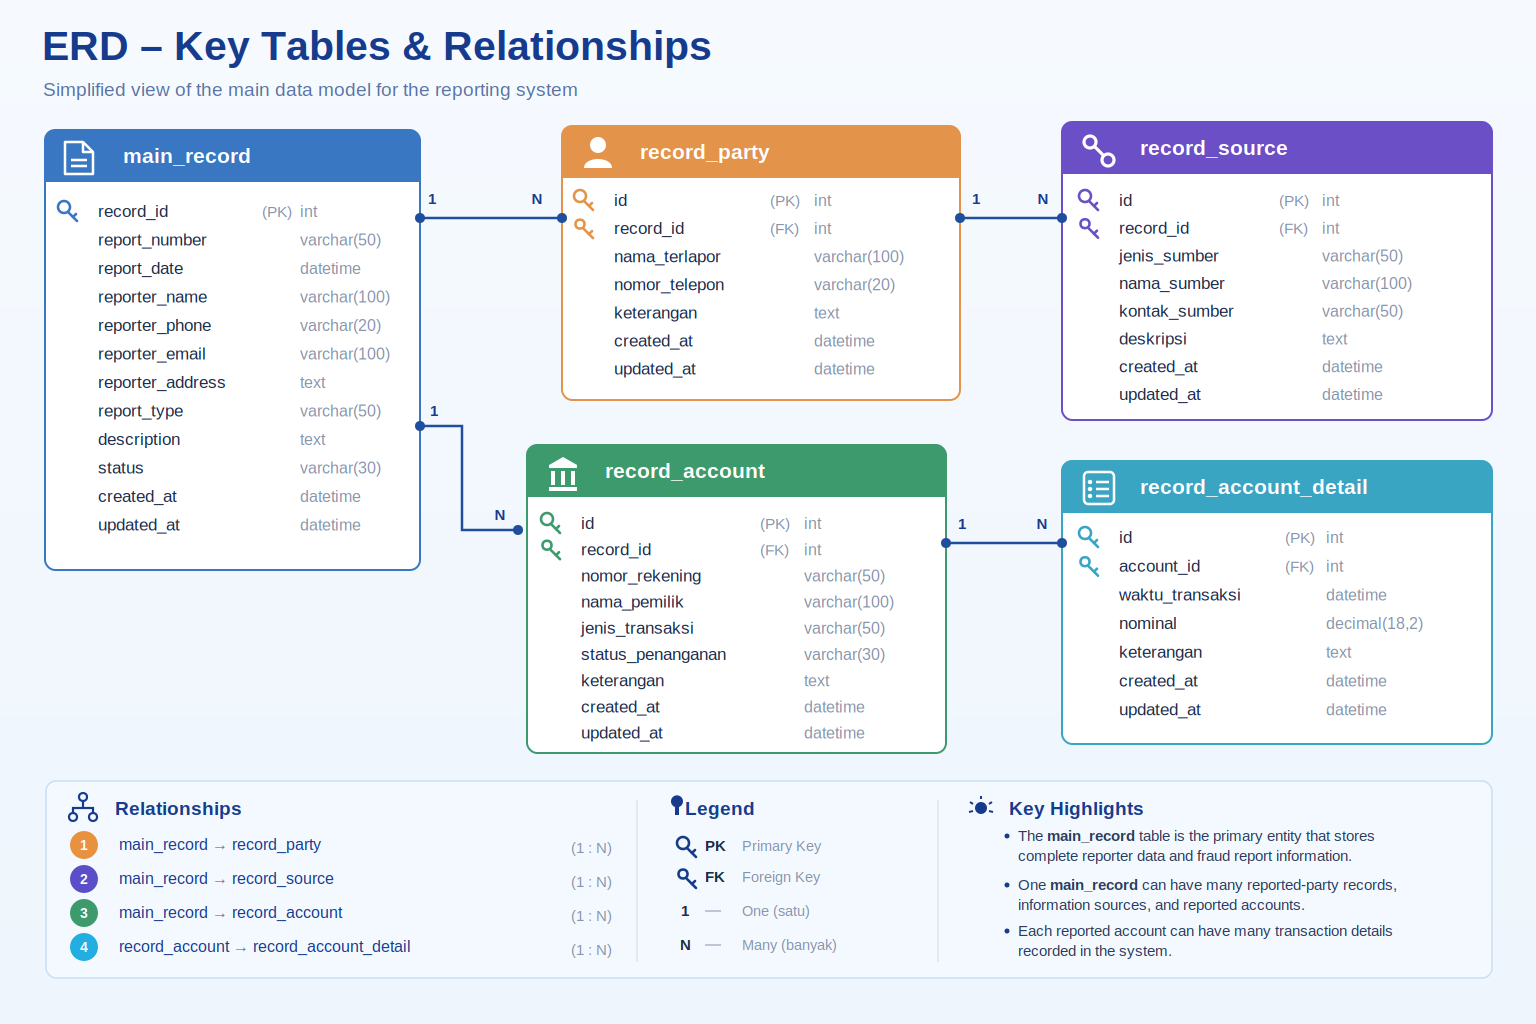 ERD – Key Tables & Relationships
Simplified view of the main data model for the reporting system
main_record
record_id (PK) int
report_number varchar(50)
report_date datetime
reporter_name varchar(100)
reporter_phone varchar(20)
reporter_email varchar(100)
reporter_address text
report_type varchar(50)
description text
status varchar(30)
created_at datetime
updated_at datetime
1 N
record_party
id (PK) int
record_id (FK) int
nama_terlapor varchar(100)
nomor_telepon varchar(20)
keterangan text
created_at datetime
updated_at datetime
1 N
record_source
id (PK) int
record_id (FK) int
jenis_sumber varchar(50)
nama_sumber varchar(100)
kontak_sumber varchar(50)
deskripsi text
created_at datetime
updated_at datetime
1
N
record_account
id (PK) int
record_id (FK) int
nomor_rekening varchar(50)
nama_pemilik varchar(100)
jenis_transaksi varchar(50)
status_penanganan varchar(30)
keterangan text
created_at datetime
updated_at datetime
1 N
record_account_detail
id (PK) int
account_id (FK) int
waktu_transaksi datetime
nominal decimal(18,2)
keterangan text
created_at datetime
updated_at datetime
Relationships
1 main_record → record_party (1 : N)
2 main_record → record_source (1 : N)
3 main_record → record_account (1 : N)
4 record_account → record_account_detail (1 : N)
Legend
PK Primary Key
FK Foreign Key
1 — One (satu)
N — Many (banyak)
Key Highlights
• The main_record table is the primary entity that stores
complete reporter data and fraud report information.
• One main_record can have many reported-party records,
information sources, and reported accounts.
• Each reported account can have many transaction details
recorded in the system.